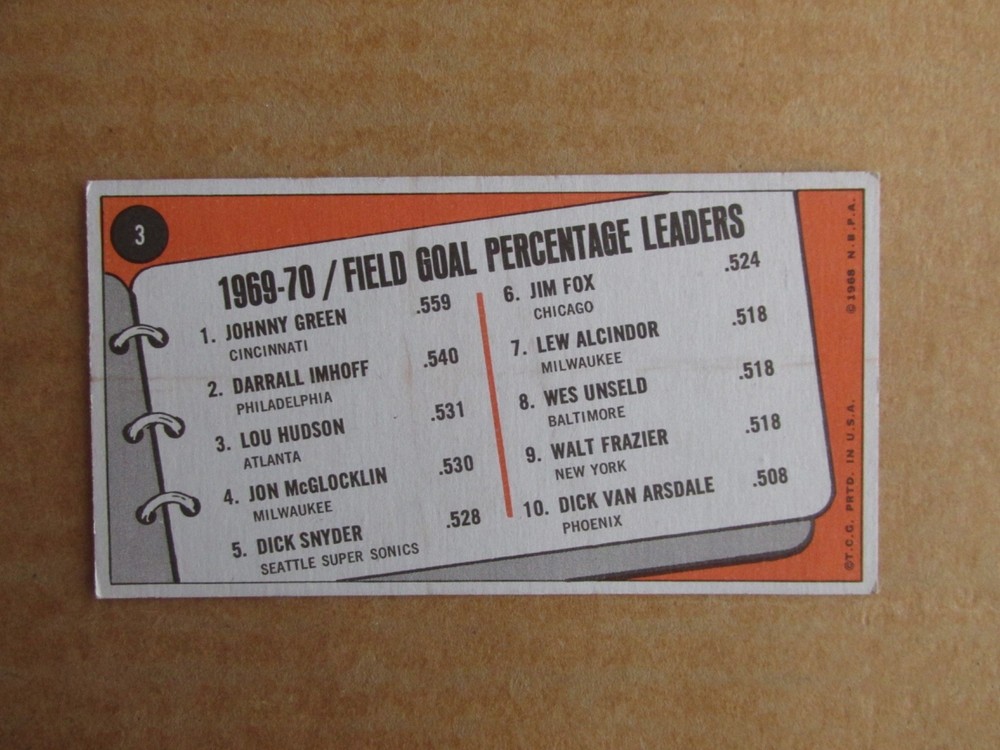 3
1969-70 / FIELD GOAL PERCENTAGE LEADERS
1. JOHNNY GREEN .559
CINCINNATI
2. DARRALL IMHOFF .540
PHILADELPHIA
3. LOU HUDSON .531
ATLANTA
4. JON McGLOCKLIN .530
MILWAUKEE
5. DICK SNYDER .528
SEATTLE SUPER SONICS
6. JIM FOX .524
CHICAGO
7. LEW ALCINDOR .518
MILWAUKEE
8. WES UNSELD .518
BALTIMORE
9. WALT FRAZIER .518
NEW YORK
10. DICK VAN ARSDALE .508
PHOENIX
©T.C.G. PRTD. IN U.S.A. ©1968 N.B.P.A.